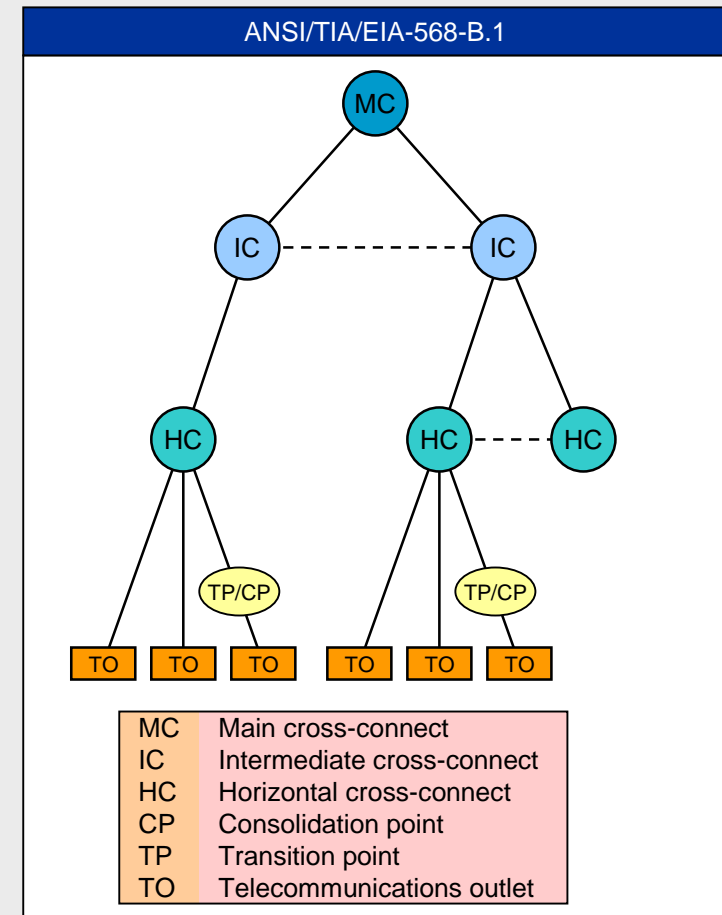 ANSI/TIA/EIA-568-B.1
MC
IC IC
HC HC HC
TP/CP TP/CP
TO TO TO TO TO TO
MC Main cross-connect
IC Intermediate cross-connect
HC Horizontal cross-connect
CP Consolidation point
TP Transition point
TO Telecommunications outlet